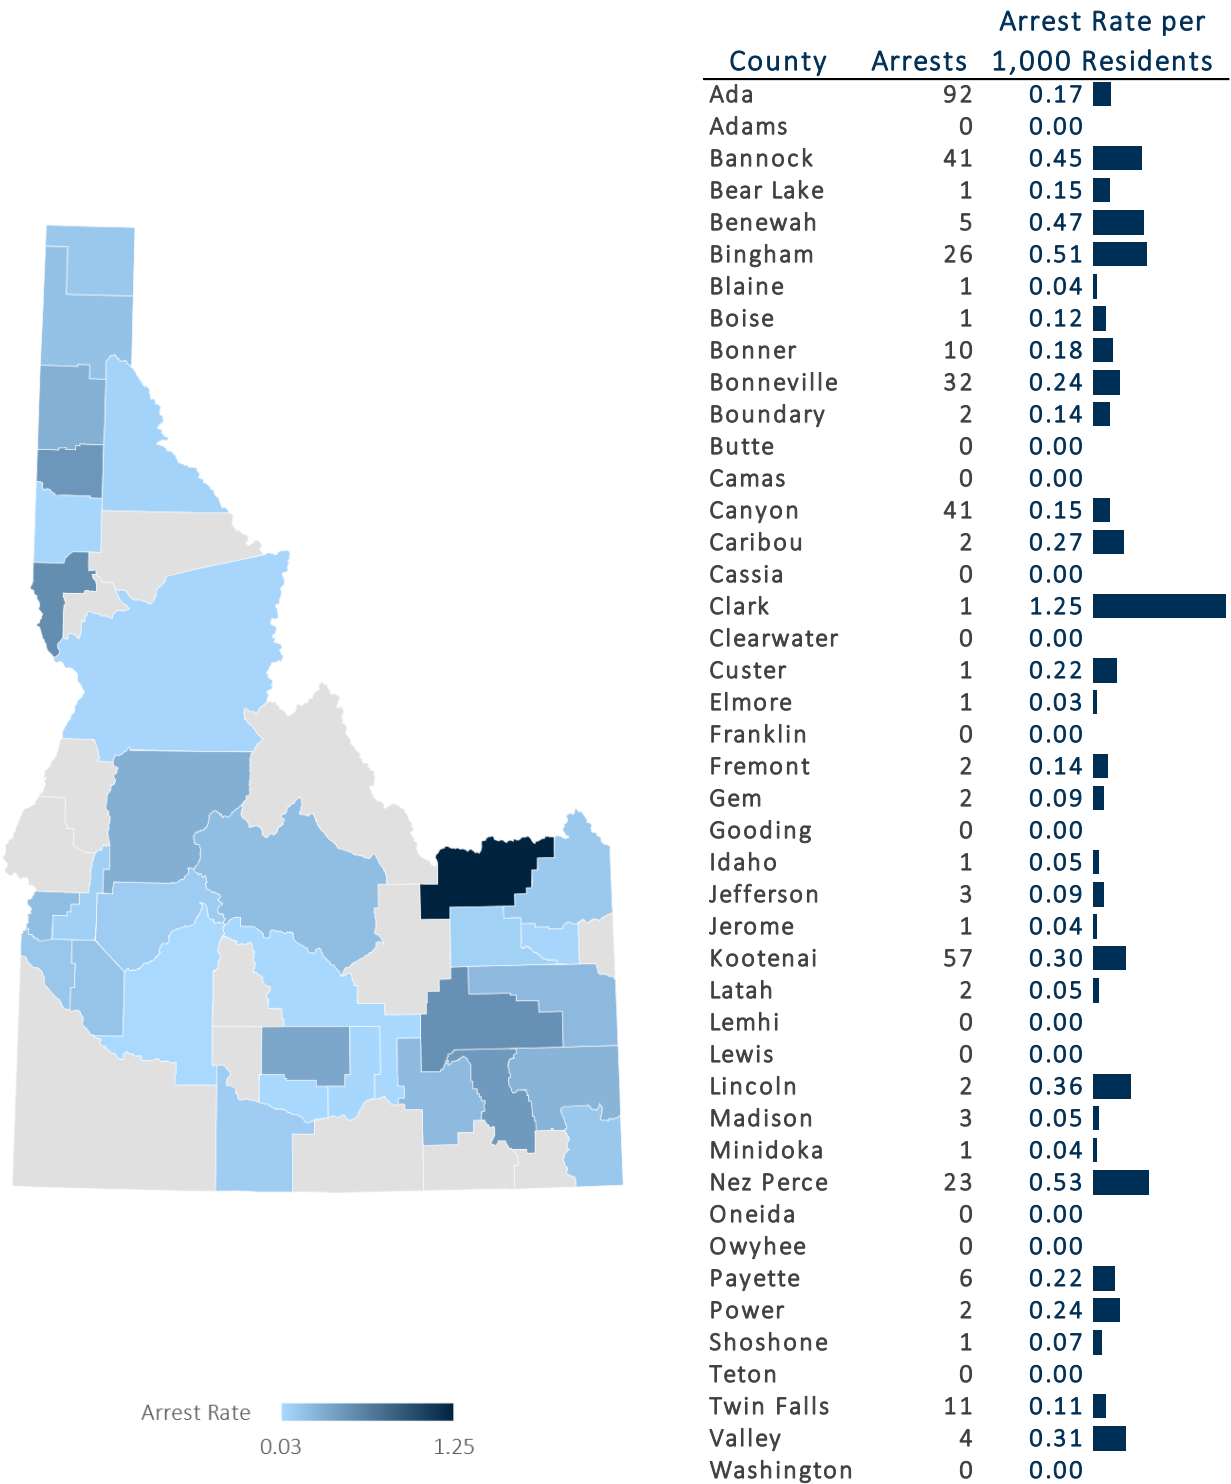 Arrest Rate per
County Arrests 1,000 Residents
Ada 92 0.17
Adams 0 0.00
Bannock 41 0.45
Bear Lake 1 0.15
Benewah 5 0.47
Bingham 26 0.51
Blaine 1 0.04
Boise 1 0.12
Bonner 10 0.18
Bonneville 32 0.24
Boundary 2 0.14
Butte 0 0.00
Camas 0 0.00
Canyon 41 0.15
Caribou 2 0.27
Cassia 0 0.00
Clark 1 1.25
Clearwater 0 0.00
Custer 1 0.22
Elmore 1 0.03
Franklin 0 0.00
Fremont 2 0.14
Gem 2 0.09
Gooding 0 0.00
Idaho 1 0.05
Jefferson 3 0.09
Jerome 1 0.04
Kootenai 57 0.30
Latah 2 0.05
Lemhi 0 0.00
Lewis 0 0.00
Lincoln 2 0.36
Madison 3 0.05
Minidoka 1 0.04
Nez Perce 23 0.53
Oneida 0 0.00
Owyhee 0 0.00
Payette 6 0.22
Power 2 0.24
Shoshone 1 0.07
Teton 0 0.00
Twin Falls 11 0.11
Valley 4 0.31
Washington 0 0.00
Arrest Rate
0.03 1.25